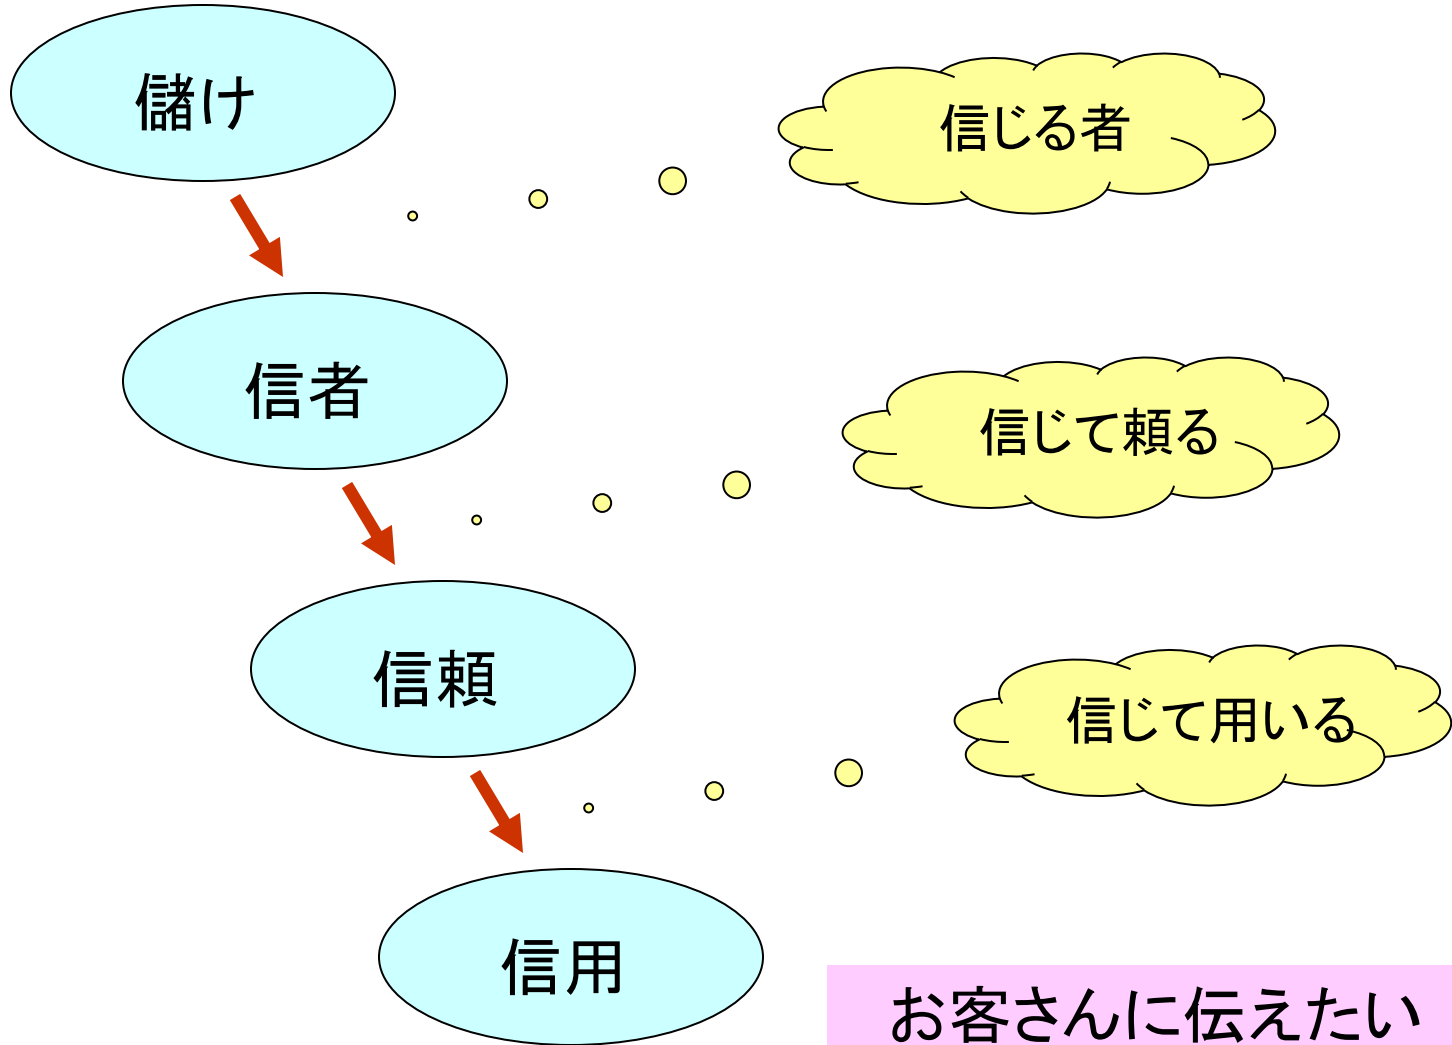 儲け
信じる者
信者
信じて頼る
信頼
信じて用いる
信用
お客さんに伝えたい